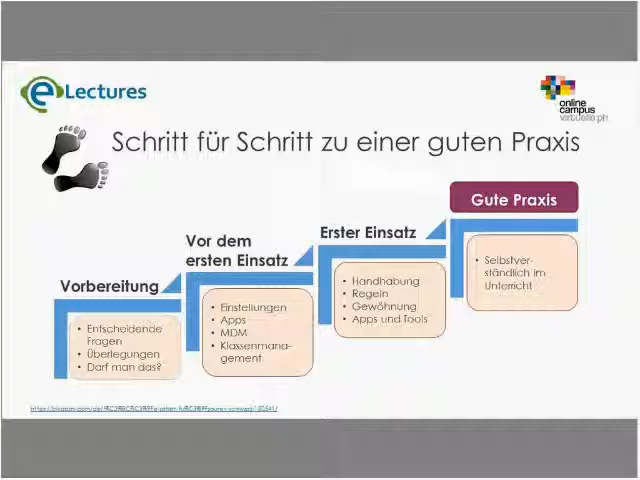 eLectures
online
campus
virtuelle ph
Schritt für Schritt zu einer guten Praxis
Gute Praxis
Erster Einsatz
Vor dem
ersten Einsatz
Vorbereitung
• Selbstver-
ständlich im
Unterricht
• Handhabung
• Regeln
• Gewöhnung
• Apps und Tools
• Einstellungen
• Apps
• MDM
• Klassenmana-
gement
• Entscheidende
Fragen
• Überlegungen
• Darf man das?